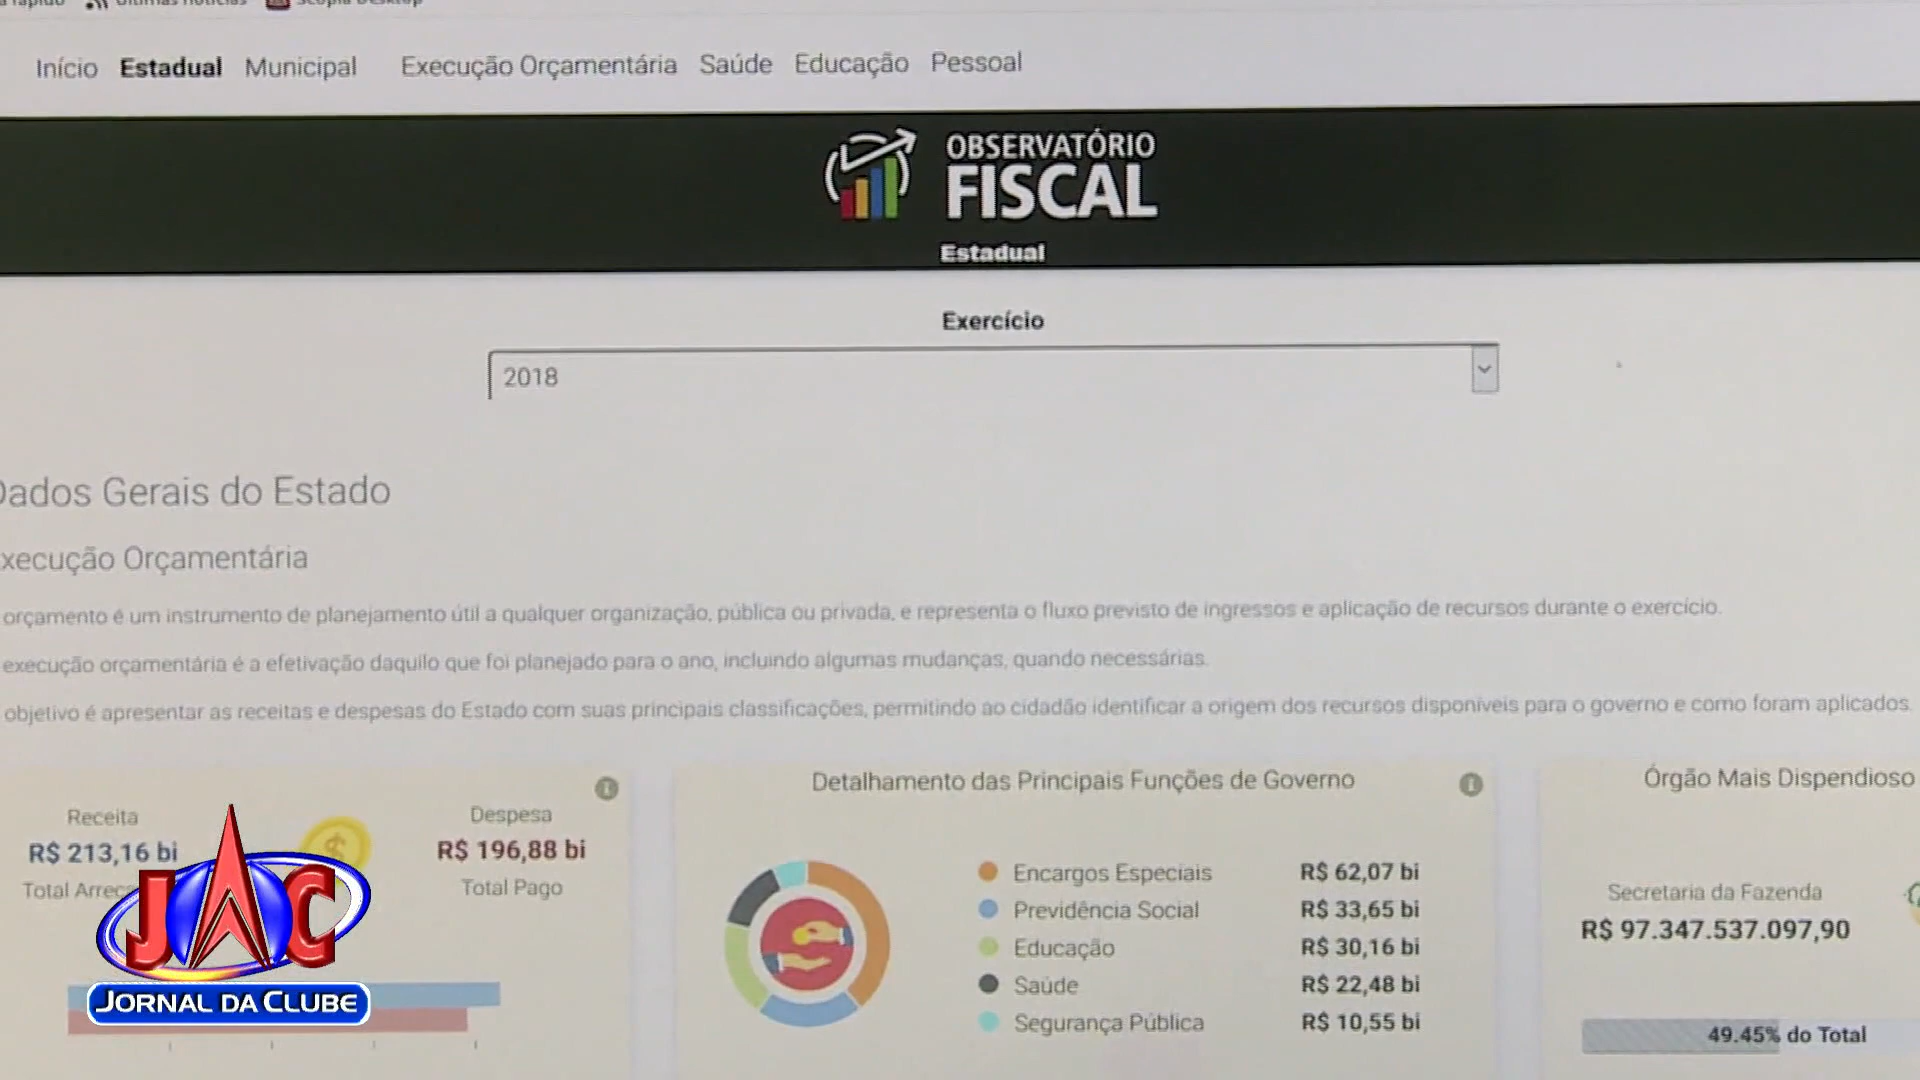 Início Estadual Municipal Execução Orçamentária Saúde Educação Pessoal
OBSERVATÓRIO
FISCAL
Estadual
Exercício
2018
Dados Gerais do Estado
xecução Orçamentária
orçamento é um instrumento de planejamento útil a qualquer organização, pública ou privada, e representa o fluxo previsto de ingressos e aplicação de recursos durante o exercício.
execução orçamentária é a efetivação daquilo que foi planejado para o ano, incluindo algumas mudanças, quando necessárias.
objetivo é apresentar as receitas e despesas do Estado com suas principais classificações, permitindo ao cidadão identificar a origem dos recursos disponíveis para o governo e como foram aplicados.
Receita
R$ 213,16 bi
Total Arreca
Despesa
R$ 196,88 bi
Total Pago
Detalhamento das Principais Funções de Governo
Encargos Especiais R$ 62,07 bi
Previdência Social R$ 33,65 bi
Educação R$ 30,16 bi
Saúde R$ 22,48 bi
Segurança Pública R$ 10,55 bi
Órgão Mais Dispendioso
Secretaria da Fazenda
R$ 97.347.537.097,90
49.45% do Total
JAC
JORNAL DA CLUBE